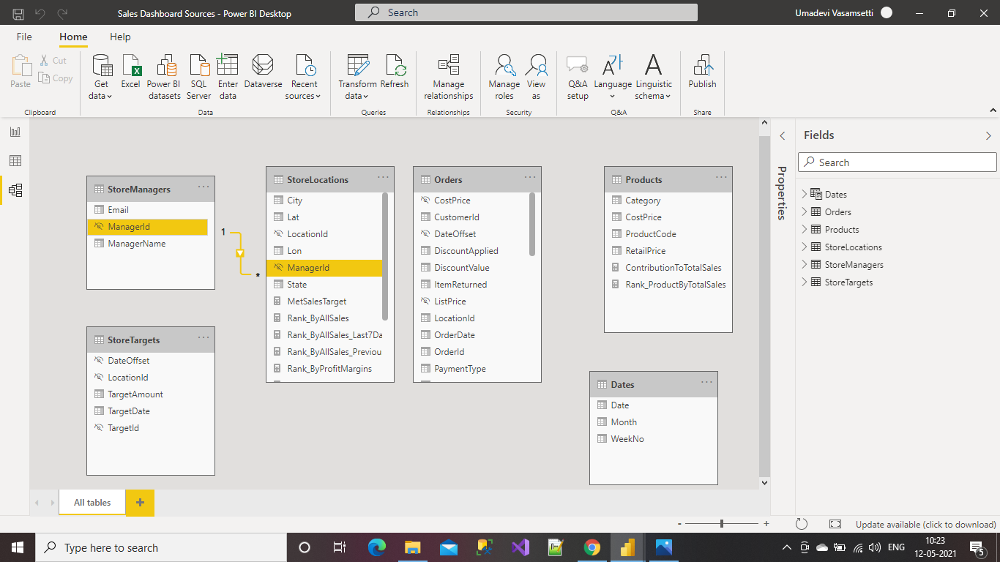 Sales Dashboard Sources - Power BI Desktop
Search
Umadevi Vasamsetti
File
Home
Help
Paste
Cut
Copy
Clipboard
Get data
Excel
Power BI datasets
SQL Server
Enter data
Dataverse
Recent sources
Data
Transform data
Refresh
Queries
Manage relationships
Relationships
Manage roles
View as
Security
Q&A setup
Language
Linguistic schema
Q&A
Publish
Share
StoreManagers
Email
ManagerId
ManagerName
1
*
StoreTargets
DateOffset
LocationId
TargetAmount
TargetDate
TargetId
StoreLocations
City
Lat
LocationId
Lon
ManagerId
State
MetSalesTarget
Rank_ByAllSales
Rank_ByAllSales_Last7Da
Rank_ByAllSales_Previou
Rank_ByProfitMargins
Orders
CostPrice
CustomerId
DateOffset
DiscountApplied
DiscountValue
ItemReturned
ListPrice
LocationId
OrderDate
OrderId
PaymentType
Products
Category
CostPrice
ProductCode
RetailPrice
ContributionToTotalSales
Rank_ProductByTotalSales
Dates
Date
Month
WeekNo
Properties
Fields
Search
Dates
Orders
Products
StoreLocations
StoreManagers
StoreTargets
All tables
+
- +
Update available (click to download)
Type here to search
ENG
10:23
12-05-2021
5